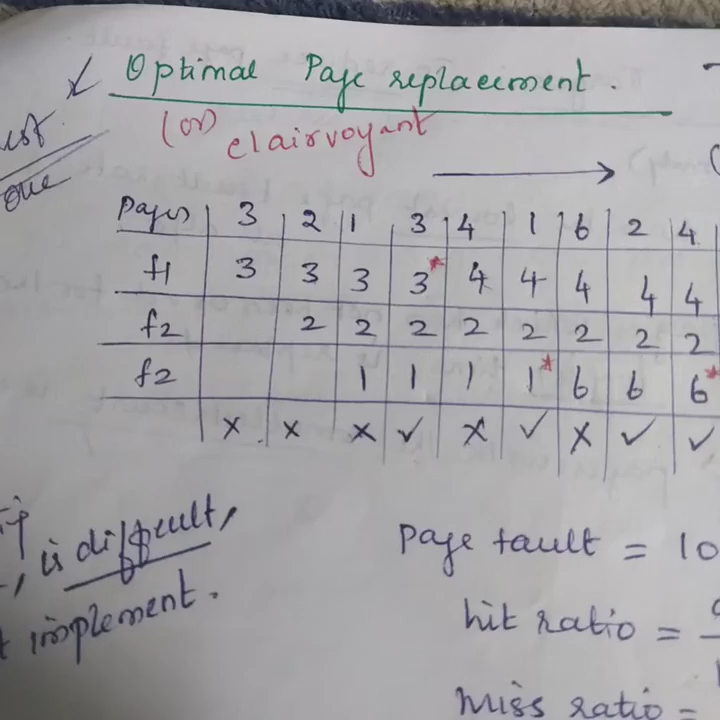 Optimal Page replacement.
(or) clairvoyant
Pages 3 2 1 3 4 1 6 2 4
f1 3 3 3 3* 4 4 4 4 4
f2 2 2 2 2 2 2 2 2
f2 1 1 1 1* 6 6 6*
x x x ✓ x ✓ x ✓ ✓
is difficult,
implement.
Page fault = 10
hit ratio =
Miss ratio =